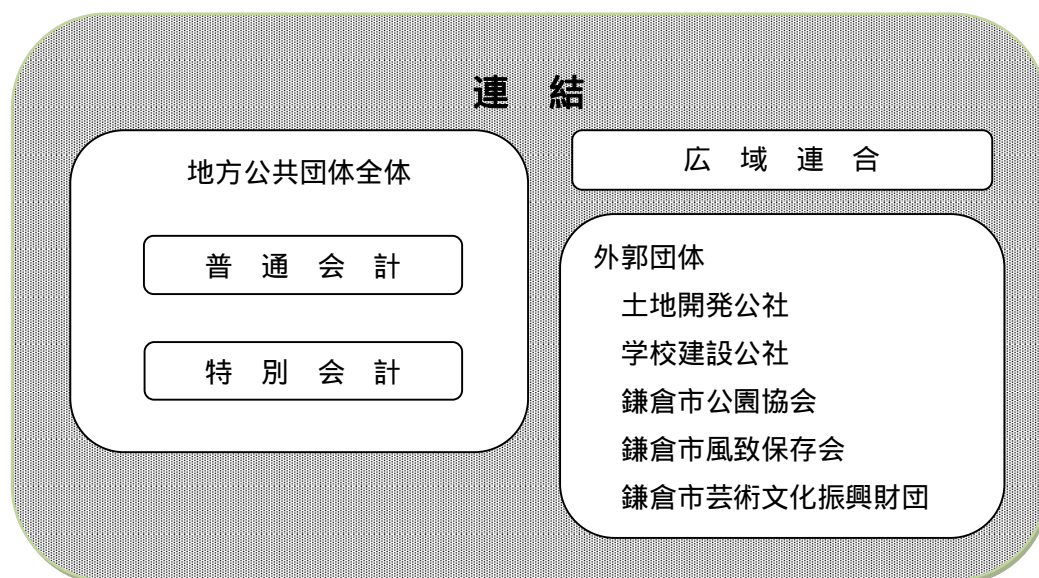 連　結
地方公共団体全体
普　通　会　計
特　別　会　計
広　域　連　合
外郭団体
土地開発公社
学校建設公社
鎌倉市公園協会
鎌倉市風致保存会
鎌倉市芸術文化振興財団